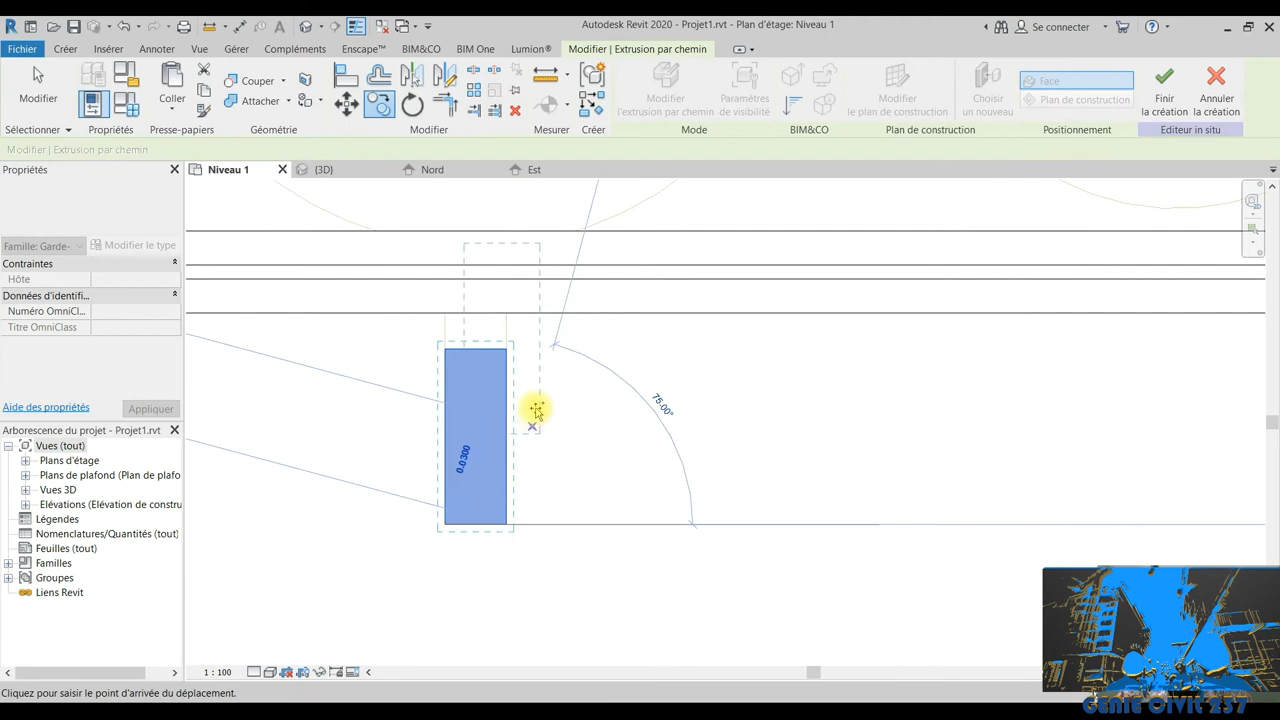 Autodesk Revit 2020 - Projet1.rvt - Plan d'étage: Niveau 1
Se connecter
Fichier Créer Insérer Annoter Vue Gérer Compléments Enscape™ BIM&CO BIM One Lumion® Modifier | Extrusion par chemin
Modifier
Coller
Couper
Attacher
Modifier l'extrusion par chemin
Paramètres de visibilité
Modifier le plan de construction
Choisir un nouveau
Face
Plan de construction
Finir la création
Annuler la création
Sélectionner Propriétés Presse-papiers Géométrie Modifier Mesurer Créer Mode BIM&CO Plan de construction Positionnement Editeur in situ
Modifier | Extrusion par chemin
Propriétés
Niveau 1
(3D)
Nord
Est
Famille: Garde-
Modifier le type
Contraintes
Hôte
Données d'identifi...
Numéro OmniCl...
Titre OmniClass
Aide des propriétés
Appliquer
Arborescence du projet - Projet1.rvt
Vues (tout)
Plans d'étage
Plans de plafond (Plan de plafo
Vues 3D
Elévations (Elévation de constru
Légendes
Nomenclatures/Quantités (tout)
Feuilles (tout)
Familles
Groupes
Liens Revit
75.00°
0.0300
1 : 100
Cliquez pour saisir le point d'arrivée du déplacement.
GENIE CIVIL 237